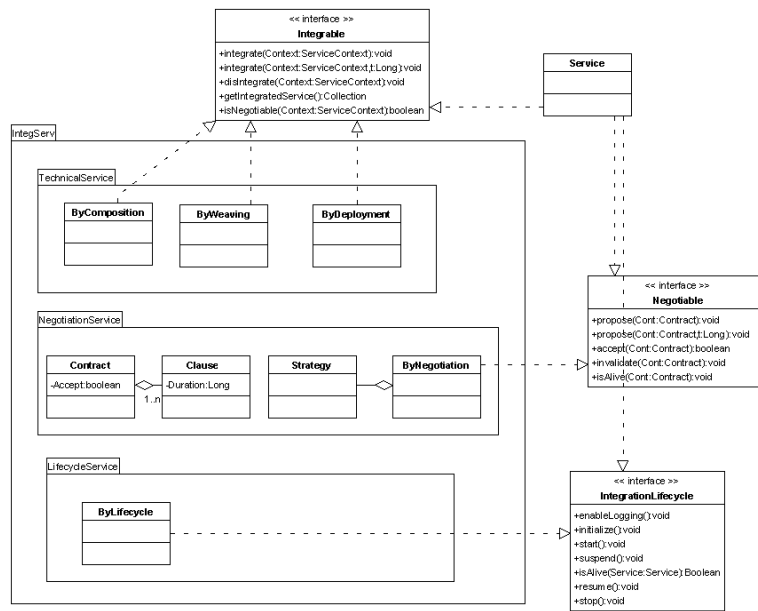 << interface >>
Integrable
+integrate(Context:ServiceContext):void
+integrate(Context:ServiceContext,t:Long):void
+disIntegrate(Context:ServiceContext):void
+getIntegratedService():Collection
+isNegotiable(Context:ServiceContext):boolean
Service
IntegServ
TechnicalService
ByComposition
ByWeaving
ByDeployment
<< interface >>
Negotiable
+propose(Cont:Contract):void
+propose(Cont:Contract,t:Long):void
+accept(Cont:Contract):boolean
+invalidate(Cont:Contract):void
+isAlive(Cont:Contract):void
NegotiationService
Contract
-Accept:boolean
1..n
Clause
-Duration:Long
Strategy
ByNegotiation
LifecycleService
ByLifecycle
<< interface >>
IntegrationLifecycle
+enableLogging():void
+initialize():void
+start():void
+suspend():void
+isAlive(Service:Service):Boolean
+resume():void
+stop():void